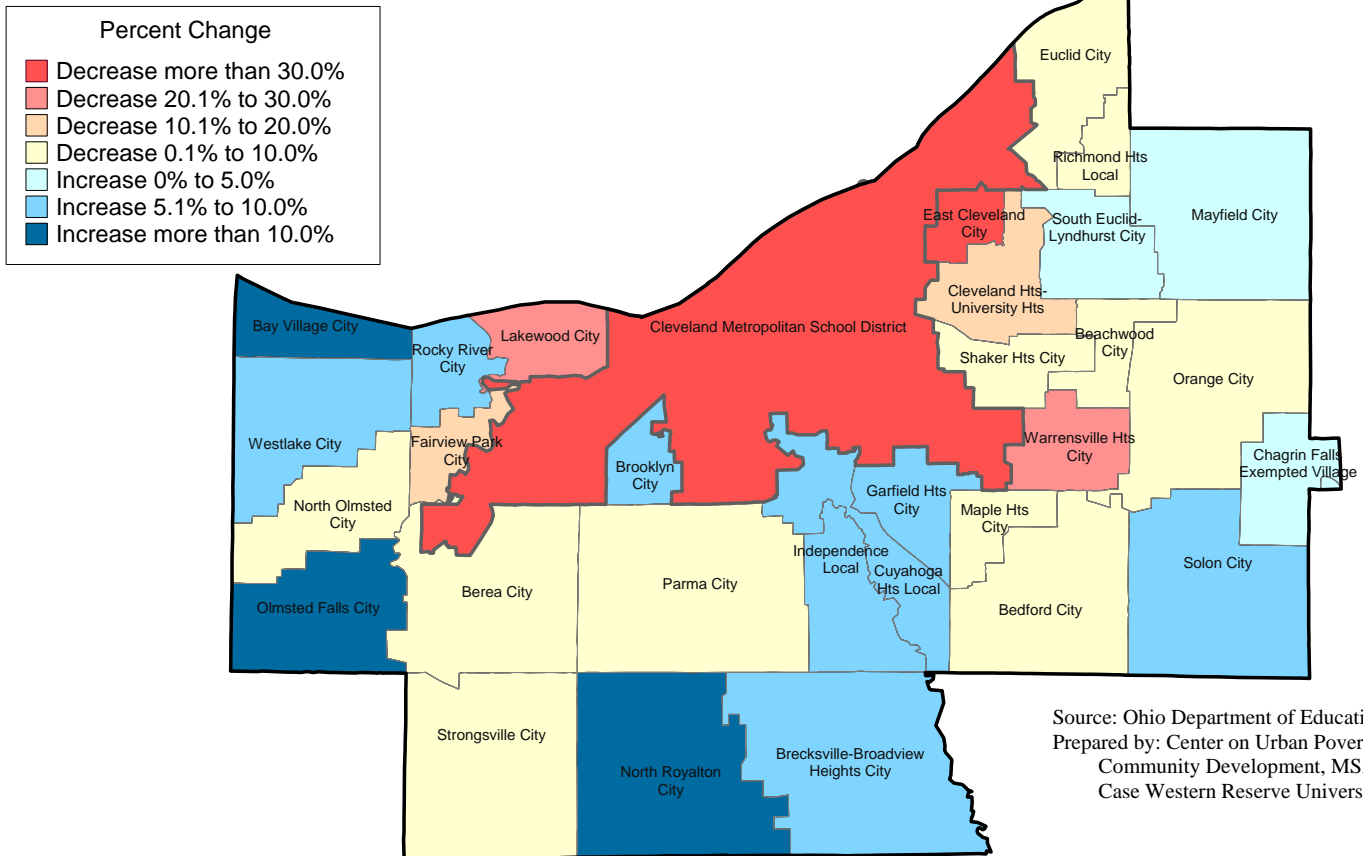 Percent Change
Decrease more than 30.0%
Decrease 20.1% to 30.0%
Decrease 10.1% to 20.0%
Decrease 0.1% to 10.0%
Increase 0% to 5.0%
Increase 5.1% to 10.0%
Increase more than 10.0%
Euclid City
Richmond Hts
Local
East Cleveland
City
South Euclid-
Lyndhurst City
Mayfield City
Cleveland Hts-
University Hts
Bay Village City
Rocky River
City
Lakewood City
Cleveland Metropolitan School District
Shaker Hts City
Beachwood
City
Orange City
Westlake City
Fairview Park
City
Brooklyn
City
Warrensville Hts
City
Chagrin Falls
Exempted Village
North Olmsted
City
Garfield Hts
City
Maple Hts
City
Independence
Local
Cuyahoga
Hts Local
Solon City
Olmsted Falls City
Berea City
Parma City
Bedford City
Strongsville City
North Royalton
City
Brecksville-Broadview
Heights City
Source: Ohio Department of Educati
Prepared by: Center on Urban Pover
Community Development, MS
Case Western Reserve Univers